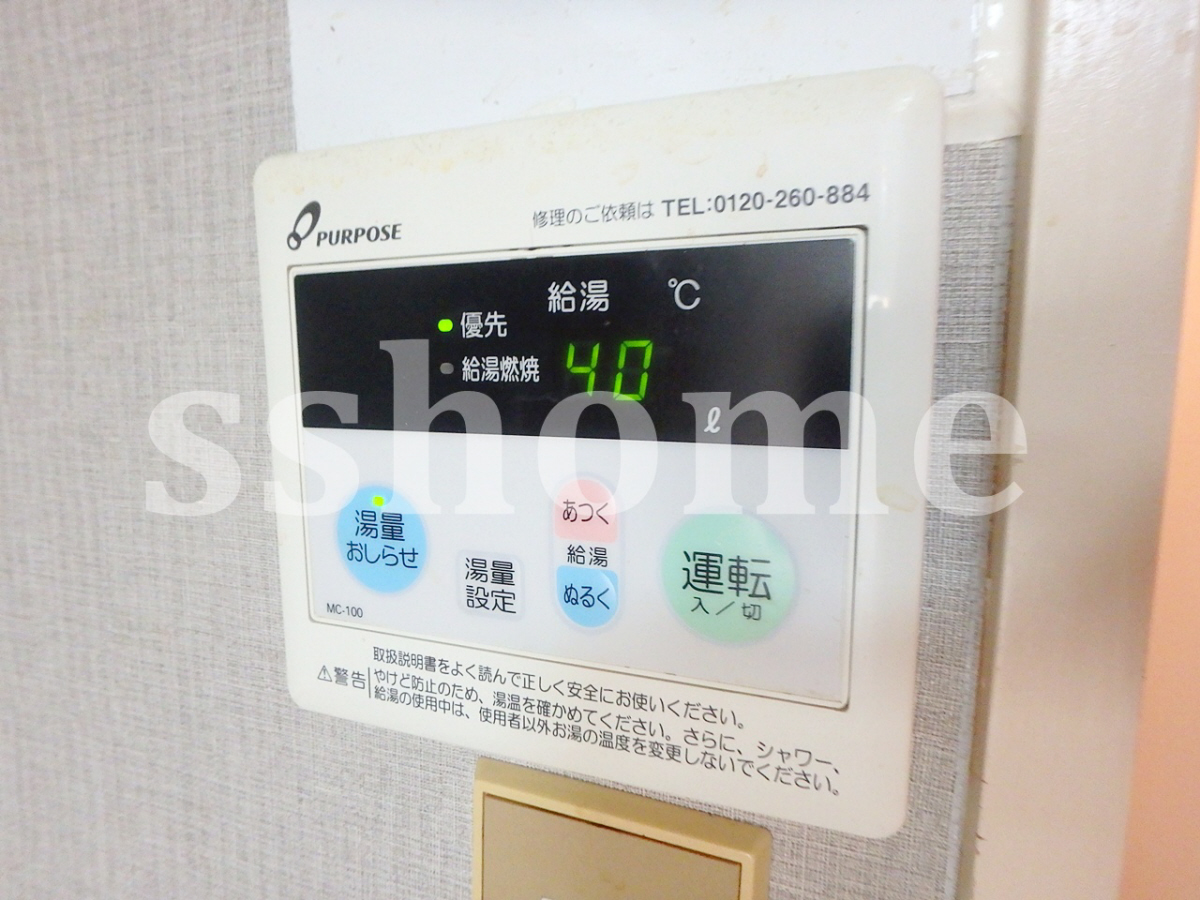 PURPOSE
修理のご依頼は TEL:0120-260-884
給湯 ℃
優先
給湯燃焼
40
ℓ
sshome
湯量
おしらせ
湯量
設定
あつく
給湯
ぬるく
運転
入/切
MC-100
⚠警告
取扱説明書をよく読んで正しく安全にお使いください。
やけど防止のため、湯温を確かめてください。さらに、シャワー、
給湯の使用中は、使用者以外お湯の温度を変更しないでください。